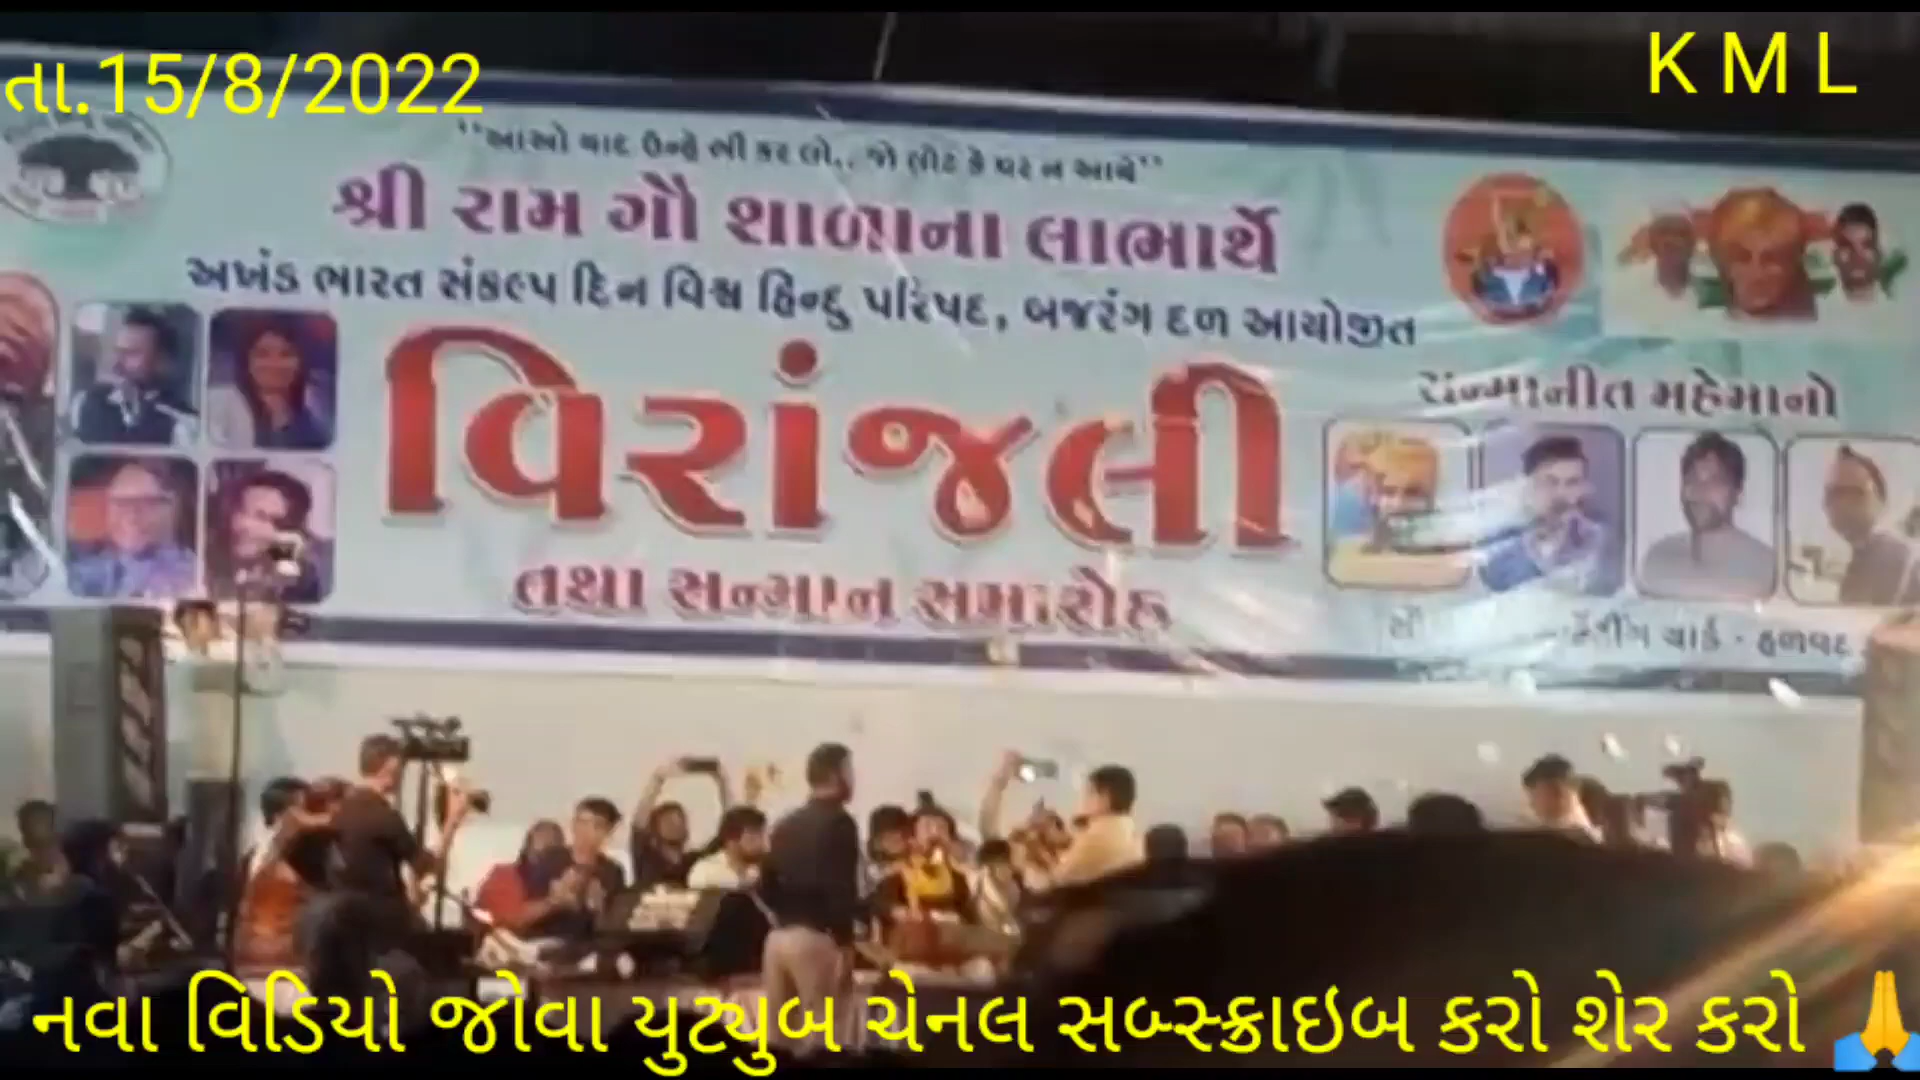 તા.15/8/2022
K M L
"આઓ યાદ ઉન્હે ભી કર લો.. જો લૌટ કે ઘર ન આયે"
શ્રી રામ ગૌ શાળાના લાભાર્થે
અખંડ ભારત સંકલ્પ દિન વિશ્વ હિન્દુ પરિષદ, બજરંગ દળ આયોજીત
વિરાંજલી
તથા સન્માન સમારોહ
સન્માનીત મહેમાનો
યાર્ડ - હળવદ
નવા વિડિયો જોવા યુટ્યુબ ચેનલ સબ્સ્ક્રાઇબ કરો શેર કરો 🙏